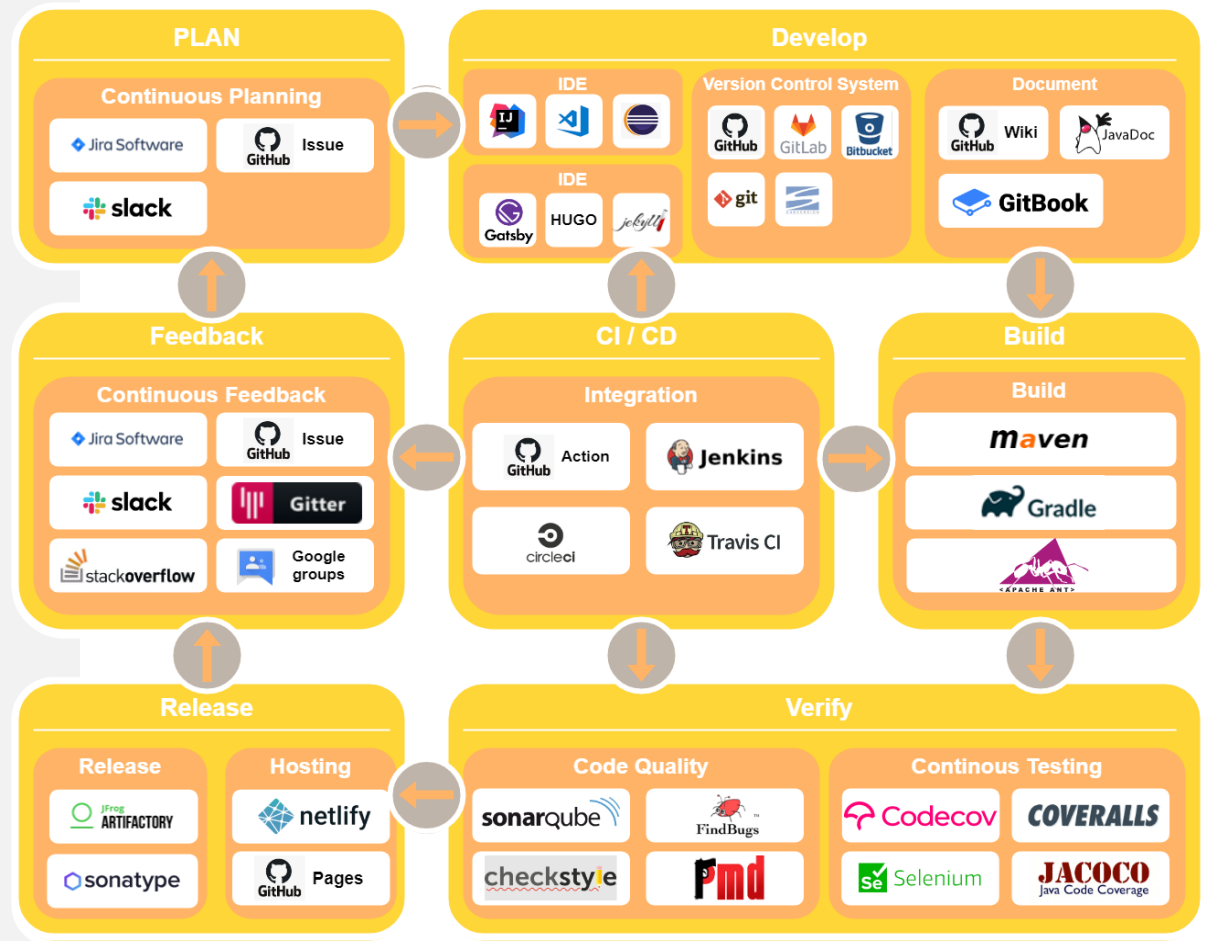 PLAN
Continuous Planning
Jira Software
GitHub
Issue
slack
Develop
IDE
IJ
IDE
Gatsby
HUGO
jekyll
Version Control System
GitHub
GitLab
Bitbucket
git
Document
GitHub
Wiki
JavaDoc
GitBook
Feedback
Continuous Feedback
Jira Software
GitHub
Issue
slack
Gitter
stackoverflow
Google
groups
CI / CD
Integration
GitHub
Action
Jenkins
circleci
Travis CI
Build
Build
maven
Gradle
<APACHE ANT>
Release
Release
JFrog
ARTIFACTORY
sonatype
Hosting
netlify
GitHub
Pages
Verify
Code Quality
sonarqube
FindBugs
checkstyle
Pmd
Continous Testing
Codecov
COVERALLS
Se Selenium
JACOCO
Java Code Coverage